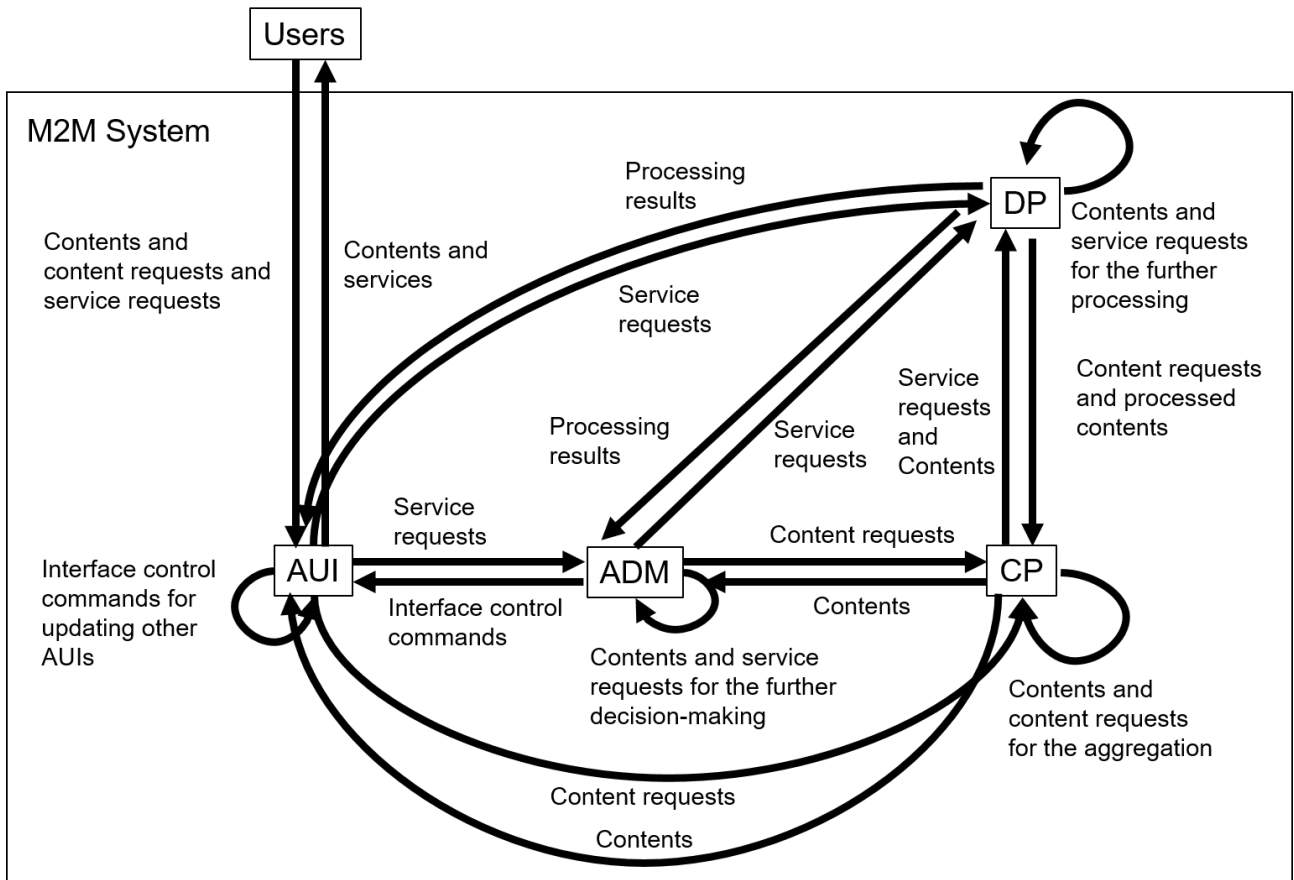 Users
M2M System
Processing
results
DP
Contents and
service requests
for the further
processing
Contents and
content requests and
service requests
Contents and
services
Service
requests
Content requests
and processed
contents
Service
requests
and
Contents
Processing
results
Service
requests
Service
requests
Content requests
AUI
ADM
CP
Interface control
commands for
updating other
AUIs
Interface control
commands
Contents
Contents and service
requests for the further
decision-making
Contents and
content requests
for the aggregation
Content requests
Contents